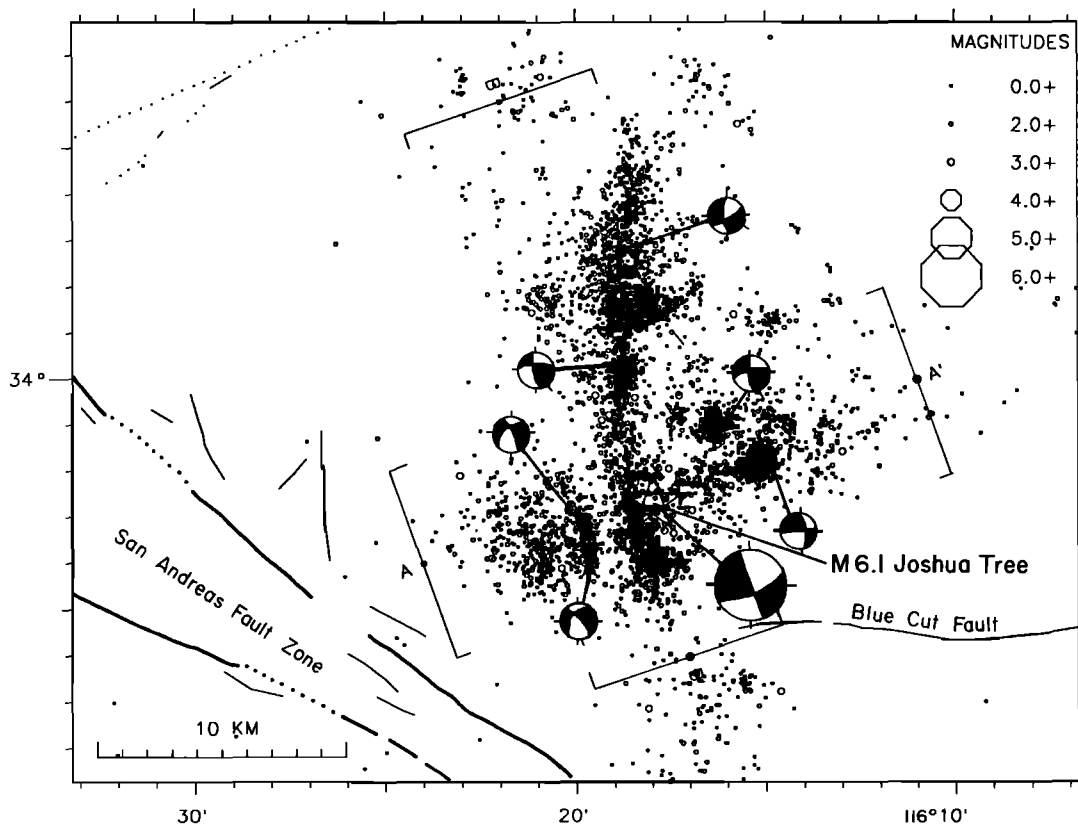 MAGNITUDES
0.0+
2.0+
3.0+
4.0+
5.0+
6.0+
34°
A'
A
San Andreas Fault Zone
M6.1 Joshua Tree
Blue Cut Fault
10 KM
30'
20'
116°10'